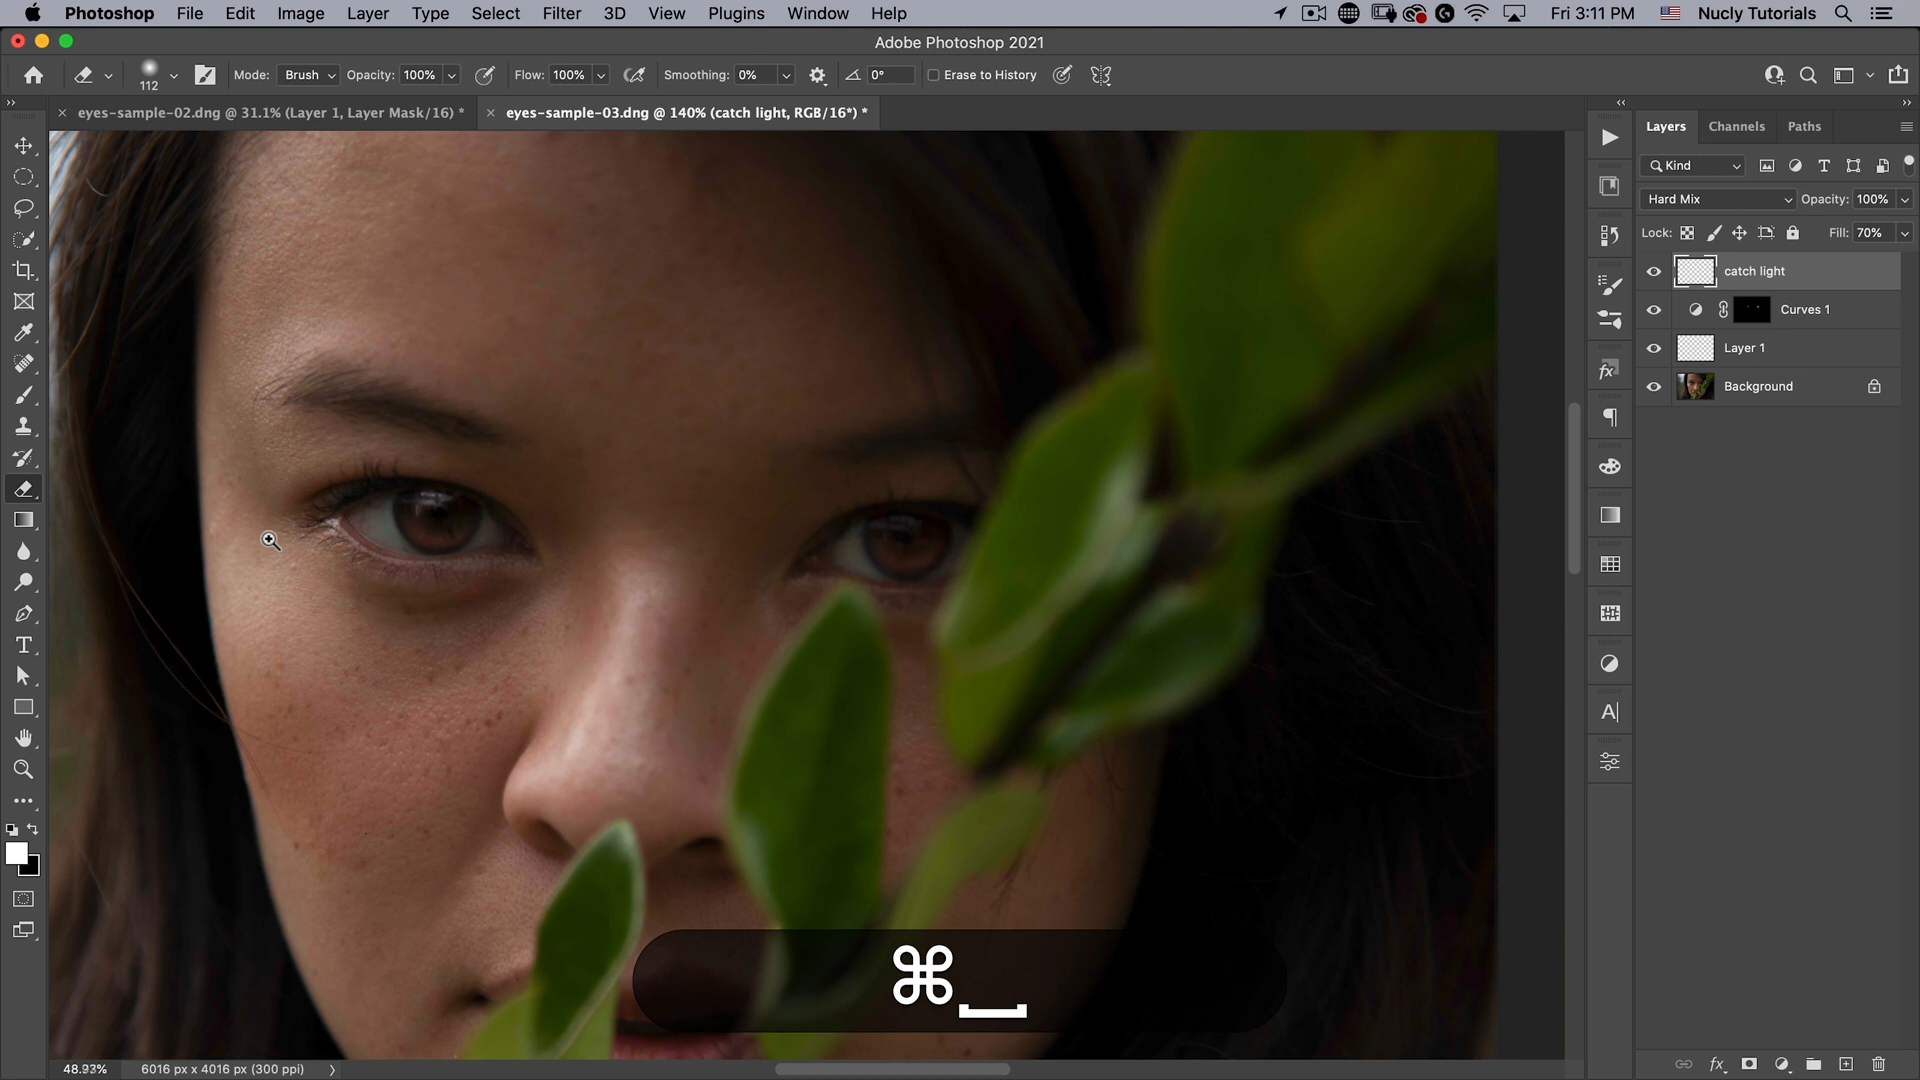 Photoshop File Edit Image Layer Type Select Filter 3D View Plugins Window Help Fri 3:11 PM Nucly Tutorials
Adobe Photoshop 2021
112 Mode: Brush Opacity: 100% Flow: 100% Smoothing: 0% 0° Erase to History
eyes-sample-02.dng @ 31.1% (Layer 1, Layer Mask/16) * eyes-sample-03.dng @ 140% (catch light, RGB/16*) *
Layers Channels Paths
Kind
Hard Mix Opacity: 100%
Lock: Fill: 70%
catch light
Curves 1
Layer 1
Background
⌘
48.93% 6016 px x 4016 px (300 ppi)